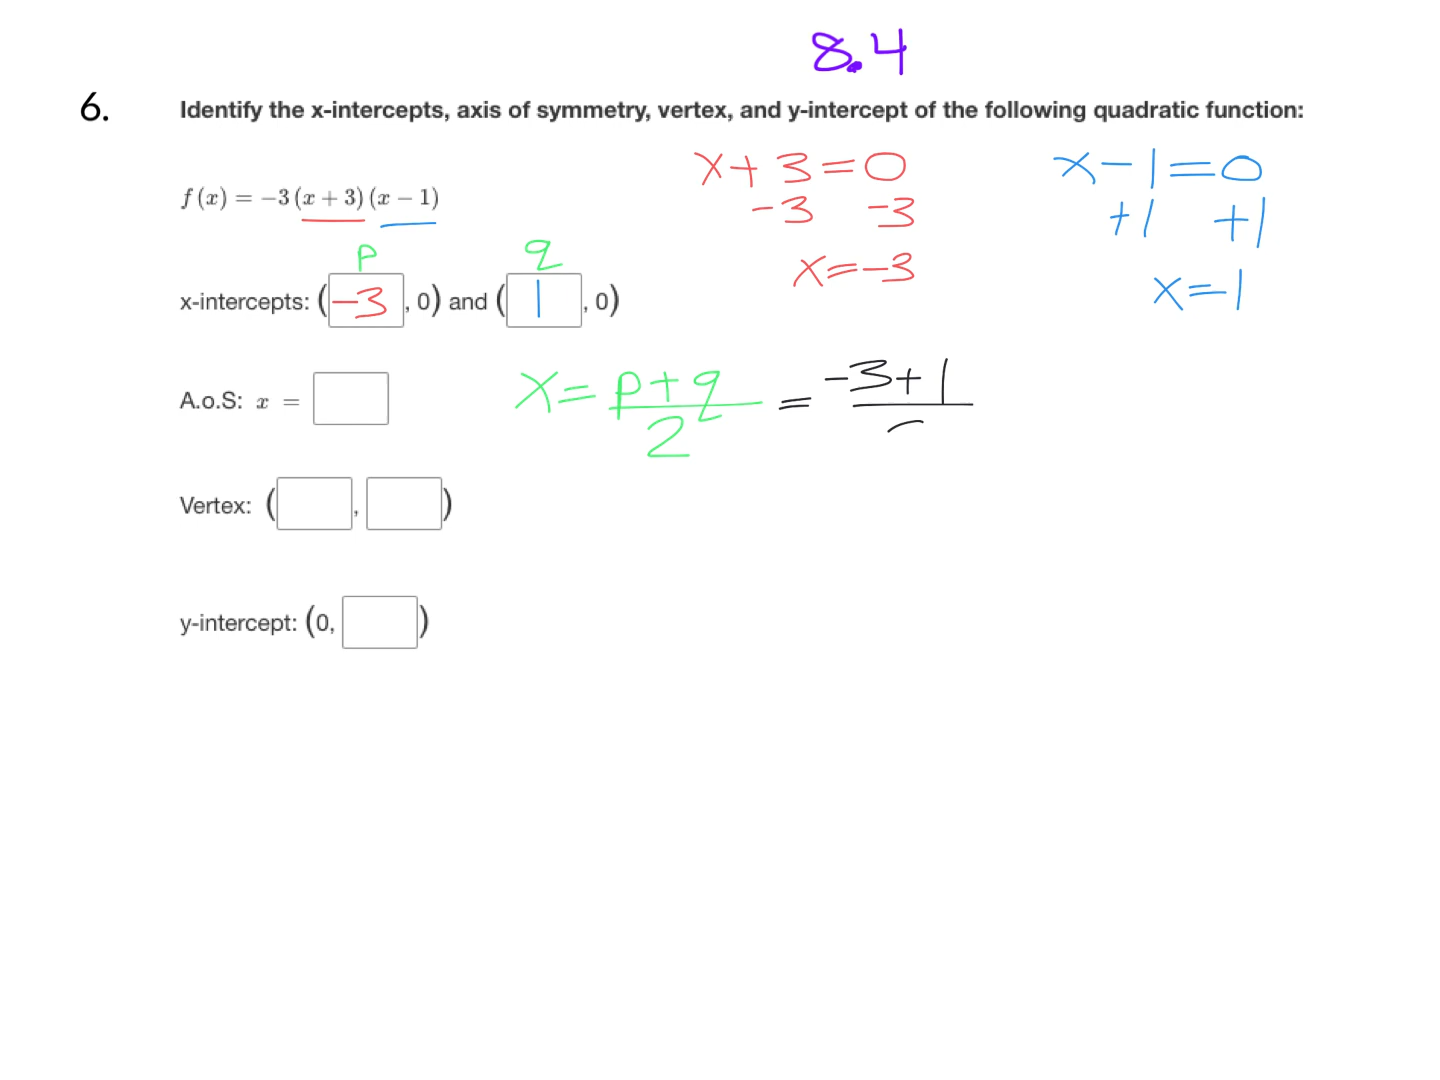 8.4
6. Identify the x-intercepts, axis of symmetry, vertex, and y-intercept of the following quadratic function:
x+3=0 x-1=0
f(x) = −3(x + 3)(x − 1)
-3 -3 +1 +1
p q
x=-3 x=1
x-intercepts: (-3, 0) and (1, 0)
A.o.S: x = x=p+q/2 = -3+1/
Vertex: ( , )
y-intercept: (0, )